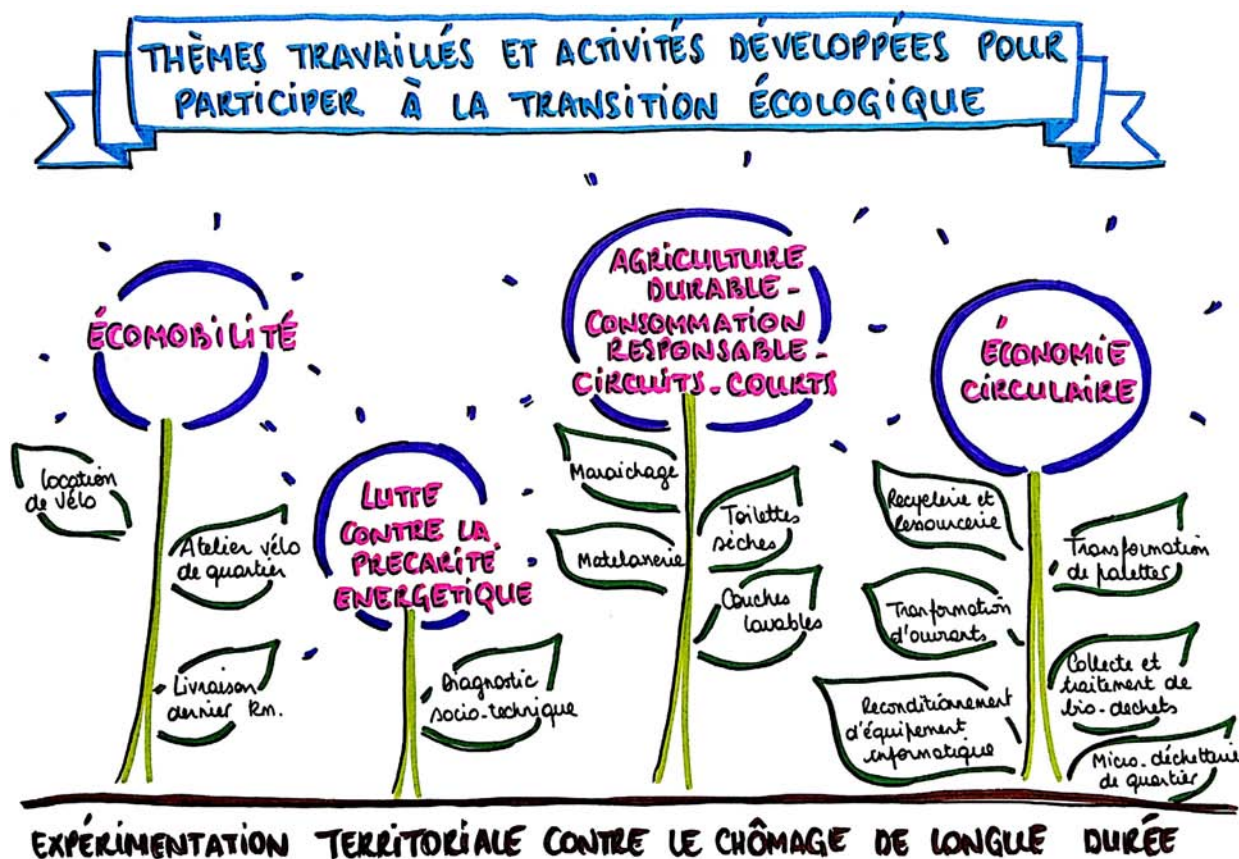 THÈMES TRAVAILLÉS ET ACTIVITÉS DÉVELOPPÉES POUR
PARTICIPER À LA TRANSITION ÉCOLOGIQUE
ÉCOMOBILITÉ
location
de vélo
Atelier vélo
de quartier
Livraison
dernier km.
LUTTE
CONTRE LA
PRÉCARITÉ
ENERGETIQUE
Diagnostic
socio-technique
AGRICULTURE
DURABLE -
CONSOMMATION
RESPONSABLE -
CIRCUITS-COURTS
Maraichage
Toilettes
sèches
Matelasserie
Couches
lavables
ÉCONOMIE
CIRCULAIRE
Recyclerie et
ressourcerie
Transformation
de palettes
Tranformation
d'ouvrants
Collecte et
traitement de
bio-dechets
Reconditionnement
d'équipement
informatique
Micro-déchetterie
de quartier
EXPÉRIMENTATION TERRITORIALE CONTRE LE CHÔMAGE DE LONGUE DURÉE